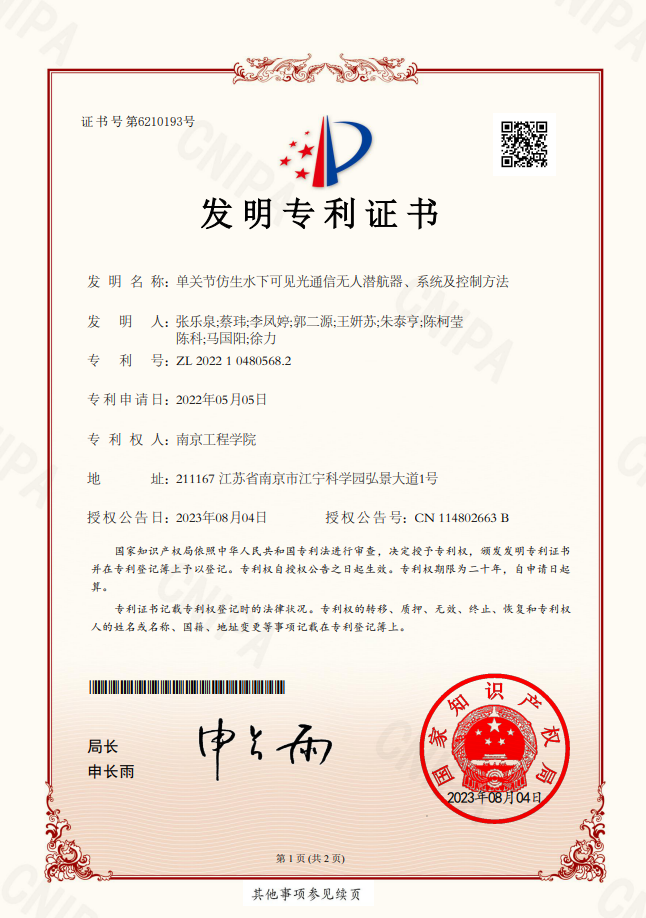 证书号第6210193号
发明专利证书
发明名称：单关节仿生水下可见光通信无人潜航器、系统及控制方法
发明人：张乐泉;蔡玮;李凤婷;郭二源;王妍苏;朱泰亨;陈柯莹
陈科;马国阳;徐力
专利号：ZL 2022 1 0480568.2
专利申请日：2022年05月05日
专利权人：南京工程学院
地址：211167 江苏省南京市江宁科学园弘景大道1号
授权公告日：2023年08月04日 授权公告号：CN 114802663 B
国家知识产权局依照中华人民共和国专利法进行审查，决定授予专利权，颁发发明专利证书
并在专利登记簿上予以登记。专利权自授权公告之日起生效。专利权期限为二十年，自申请日起
算。
专利证书记载专利权登记时的法律状况。专利权的转移、质押、无效、终止、恢复和专利权
人的姓名或名称、国籍、地址变更等事项记载在专利登记簿上。
局长
申长雨
申长雨
国家知识产权局
2023年08月04日
第 1 页 (共 2 页)
其他事项参见续页
CNIPA
CNIPA
CNIPA
CNIPA
CNIPA
CNIPA